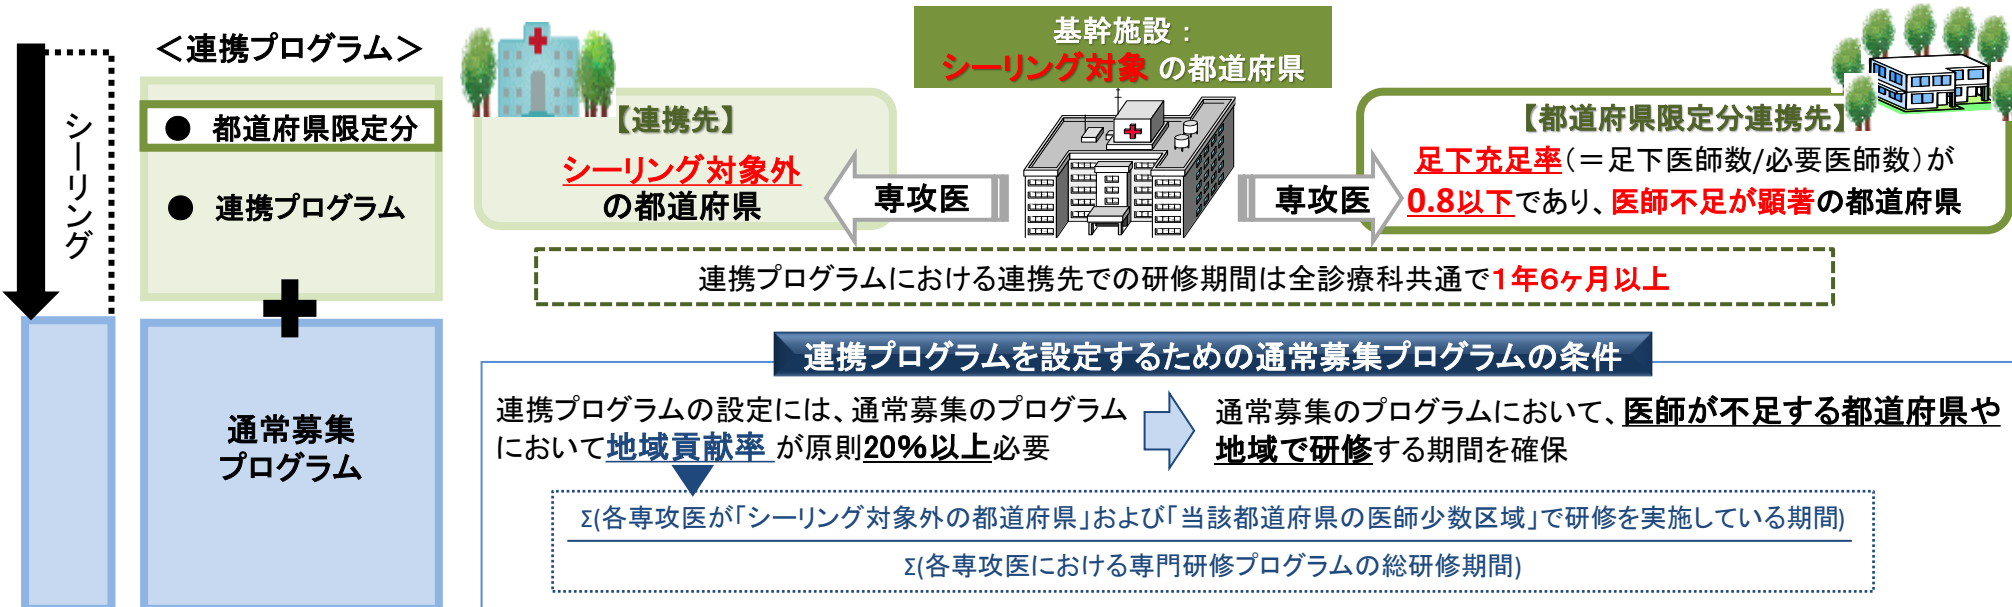 シーリング
＜連携プログラム＞
● 都道府県限定分
● 連携プログラム
通常募集
プログラム
基幹施設：
シーリング対象 の都道府県
【連携先】
シーリング対象外
の都道府県
専攻医
専攻医
【都道府県限定分連携先】
足下充足率（＝足下医師数/必要医師数）が
0.8以下であり、医師不足が顕著の都道府県
連携プログラムにおける連携先での研修期間は全診療科共通で１年６ヶ月以上
連携プログラムを設定するための通常募集プログラムの条件
連携プログラムの設定には、通常募集のプログラム
において地域貢献率 が原則20％以上必要
通常募集のプログラムにおいて、医師が不足する都道府県や
地域で研修する期間を確保
Σ(各専攻医が「シーリング対象外の都道府県」および「当該都道府県の医師少数区域」で研修を実施している期間)
Σ(各専攻医における専門研修プログラムの総研修期間)